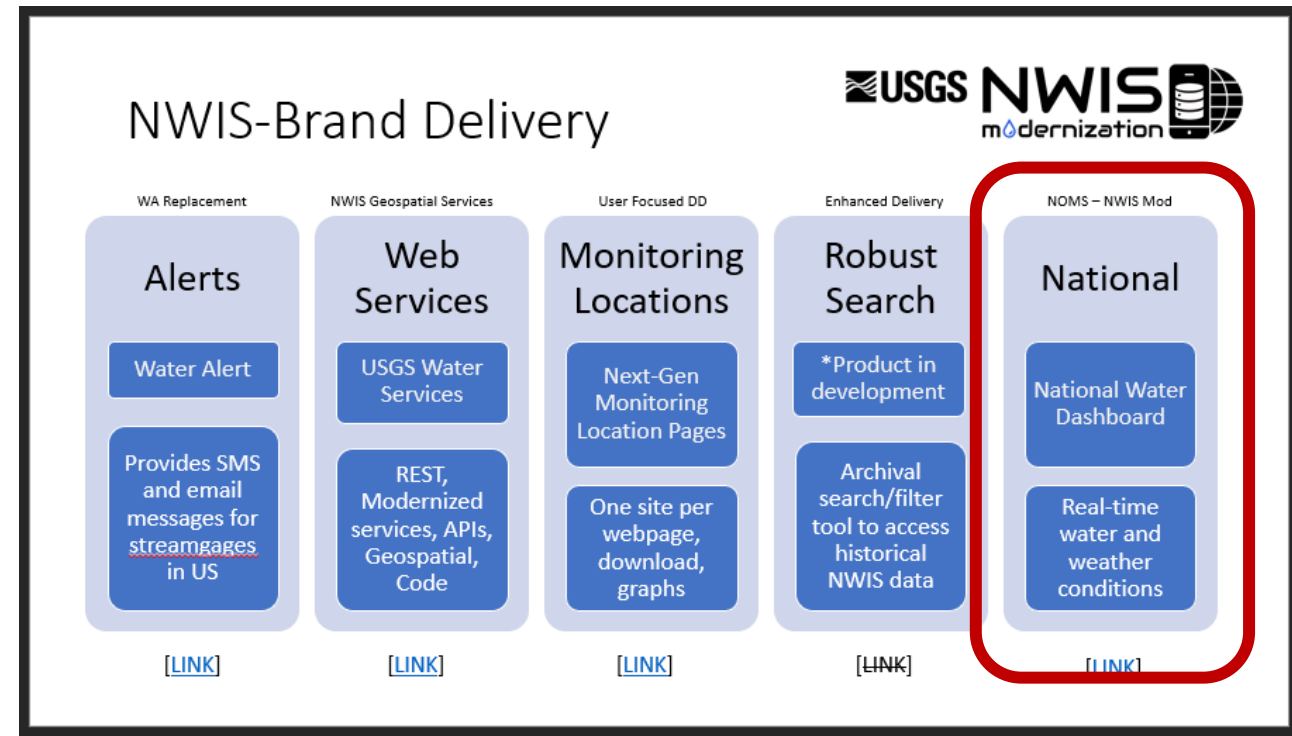 USGS NWIS
modernization
NWIS-Brand Delivery
WA Replacement
Alerts
Water Alert
Provides SMS
and email
messages for
streamgages
in US
[LINK]
NWIS Geospatial Services
Web
Services
USGS Water
Services
REST,
Modernized
services, APIs,
Geospatial,
Code
[LINK]
User Focused DD
Monitoring
Locations
Next-Gen
Monitoring
Location Pages
One site per
webpage,
download,
graphs
[LINK]
Enhanced Delivery
Robust
Search
*Product in
development
Archival
search/filter
tool to access
historical
NWIS data
[LINK]
NOMS – NWIS Mod
National
National Water
Dashboard
Real-time
water and
weather
conditions
[LINK]